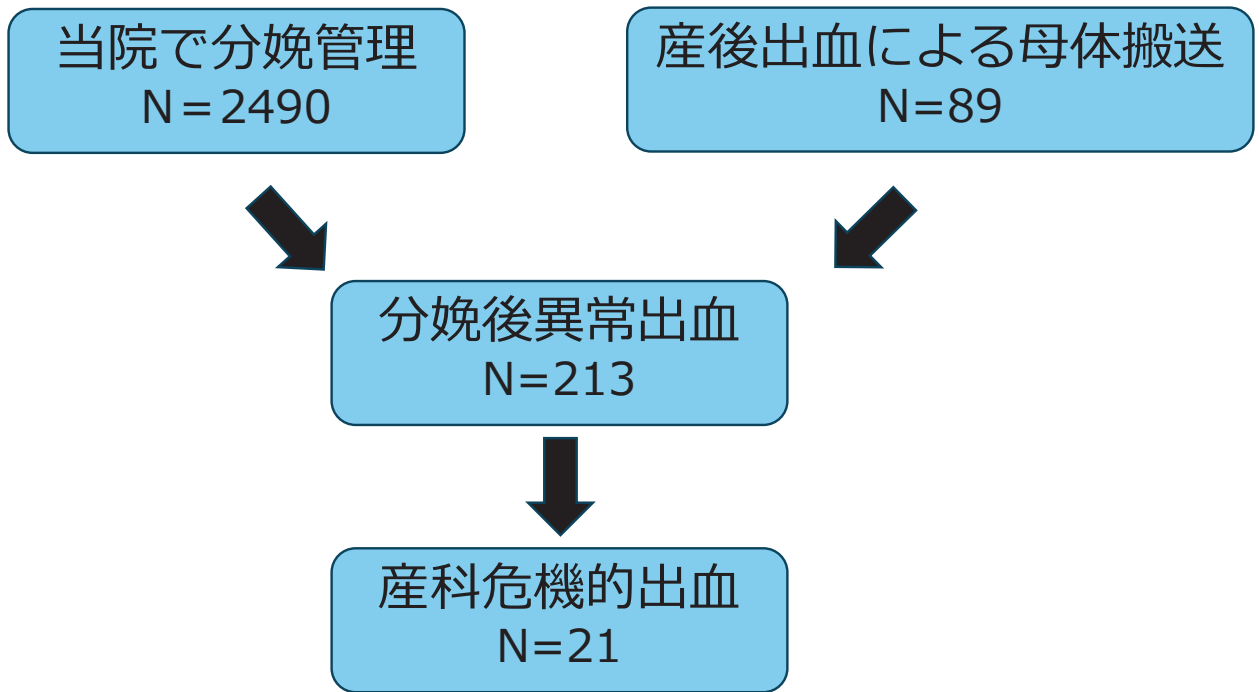 当院で分娩管理
N＝2490
産後出血による母体搬送
N=89
分娩後異常出血
N=213
産科危機的出血
N=21